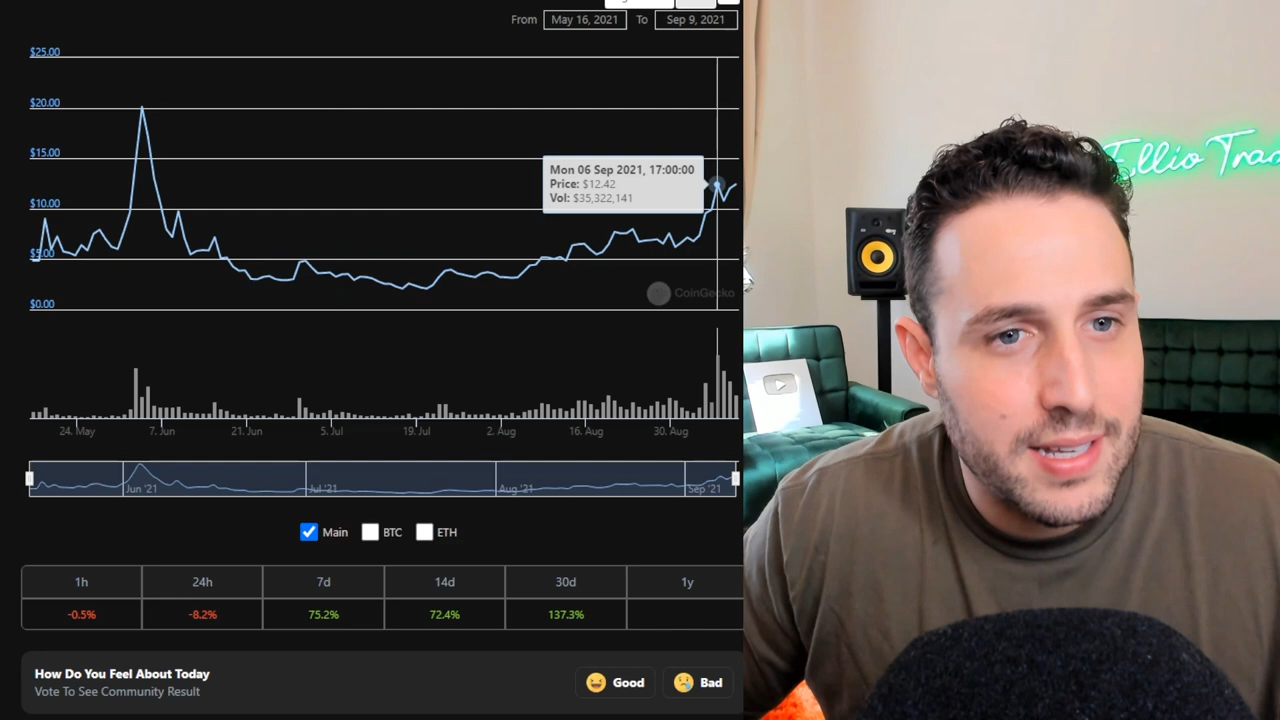 From May 16, 2021 To Sep 9, 2021
$25.00
$20.00
$15.00
$10.00
$5.00
$0.00
Mon 06 Sep 2021, 17:00:00
Price: $12.42
Vol: $35,322,141
CoinGecko
24. May 7. Jun 21. Jun 5. Jul 19. Jul 2. Aug 16. Aug 30. Aug
Jun '21 Jul '21 Aug '21 Sep '21
Main BTC ETH
1h 24h 7d 14d 30d 1y
-0.5% -8.2% 75.2% 72.4% 137.3%
How Do You Feel About Today
Vote To See Community Result
Good Bad
Ellio